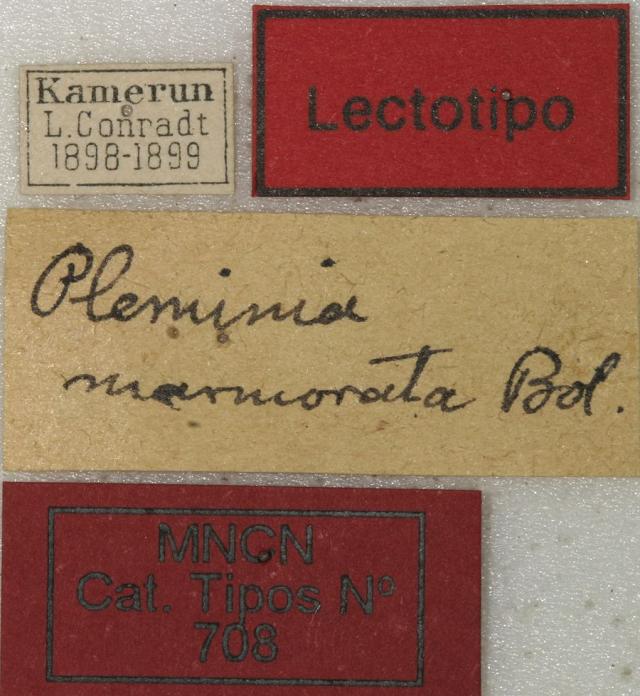 Kamerun
L.Conradt
1898-1899
Lectotipo
Pleminia
marmorata Bol.
MNCN
Cat. Tipos Nº
708